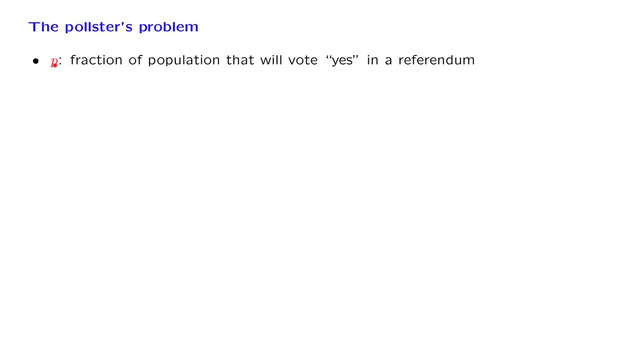 The pollster's problem
• p: fraction of population that will vote “yes” in a referendum